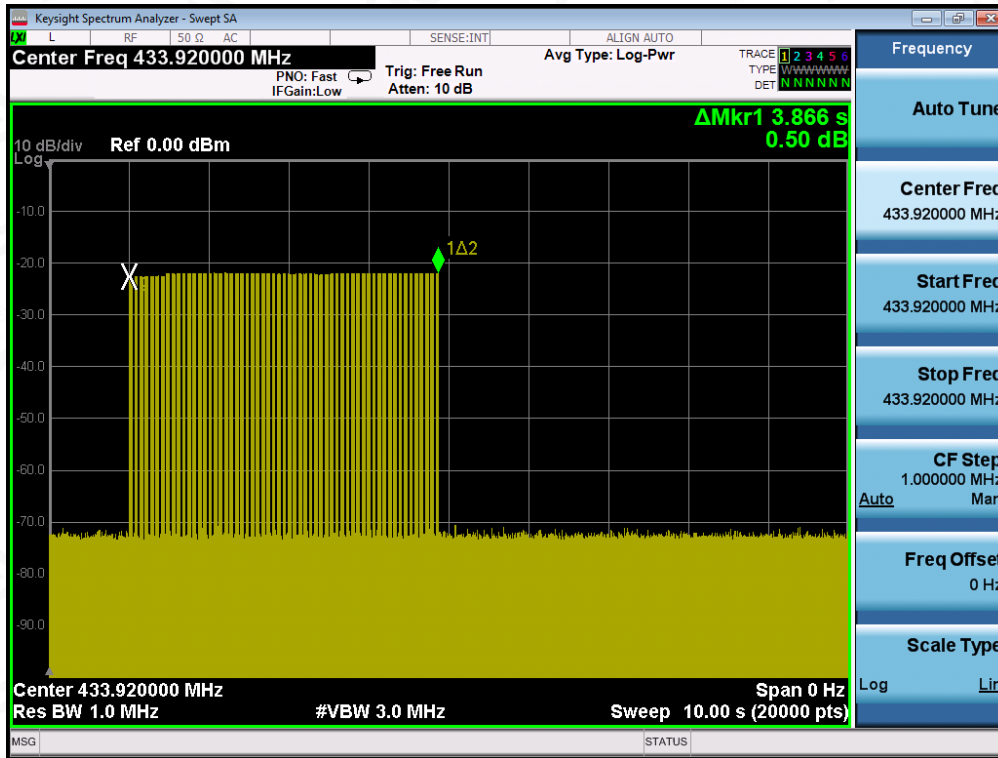 Keysight Spectrum Analyzer - Swept SA
LXI L RF 50 Ω AC SENSE:INT ALIGN AUTO
Center Freq 433.920000 MHz
PNO: Fast
IFGain:Low
Trig: Free Run
Atten: 10 dB
Avg Type: Log-Pwr
TRACE 1 2 3 4 5 6
TYPE WWWWWW
DET N N N N N N
ΔMkr1 3.866 s
0.50 dB
10 dB/div
Log
Ref 0.00 dBm
-10.0
-20.0
-30.0
-40.0
-50.0
-60.0
-70.0
-80.0
-90.0
1Δ2
Center 433.920000 MHz
Span 0 Hz
Res BW 1.0 MHz
#VBW 3.0 MHz
Sweep 10.00 s (20000 pts)
MSG
STATUS
Frequency
Auto Tune
Center Freq
433.920000 MHz
Start Freq
433.920000 MHz
Stop Freq
433.920000 MHz
CF Step
1.000000 MHz
Auto Man
Freq Offset
0 Hz
Scale Type
Log Lin